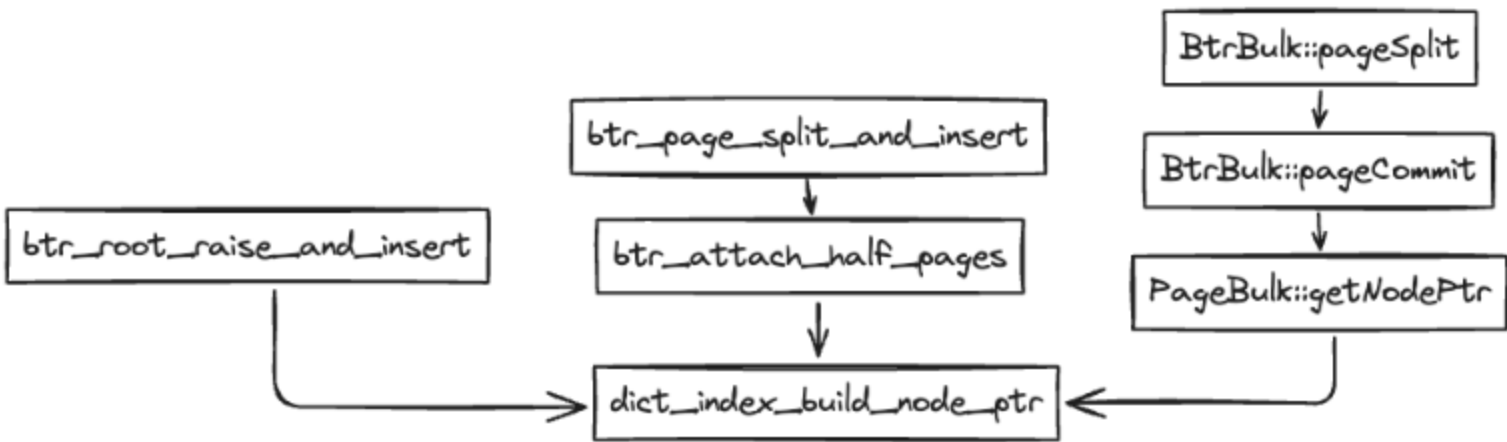 BtrBulk::pageSplit
btr_page_split_and_insert
BtrBulk::pageCommit
btr_root_raise_and_insert
btr_attach_half_pages
PageBulk::getNodePtr
dict_index_build_node_ptr